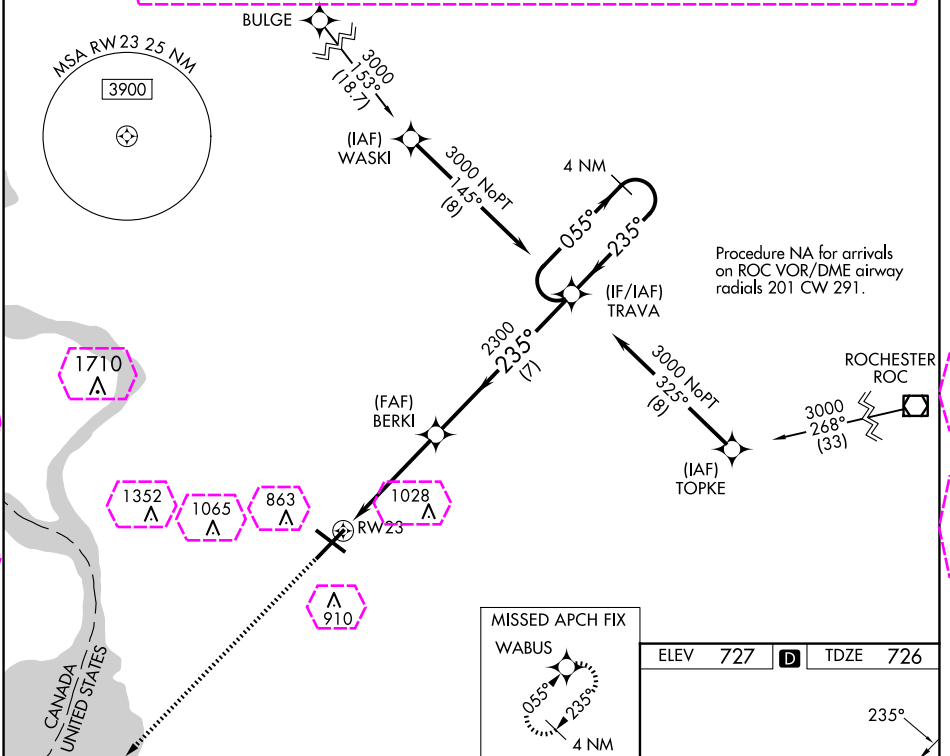 BULGE
MSA RW 23 25 NM
3900
3000
153°
(18.7)
(IAF)
WASKI
3000 NoPT
145°
(8)
4 NM
055°
235°
Procedure NA for arrivals
on ROC VOR/DME airway
radials 201 CW 291.
(IF/IAF)
TRAVA
2300
235°
(7)
3000 NoPT
325°
(8)
ROCHESTER
ROC
3000
268°
(33)
1710
(FAF)
BERKI
(IAF)
TOPKE
1352
1065
863
1028
RW23
910
MISSED APCH FIX
WABUS
055°
235°
4 NM
ELEV 727 D TDZE 726
235°
CANADA
UNITED STATES